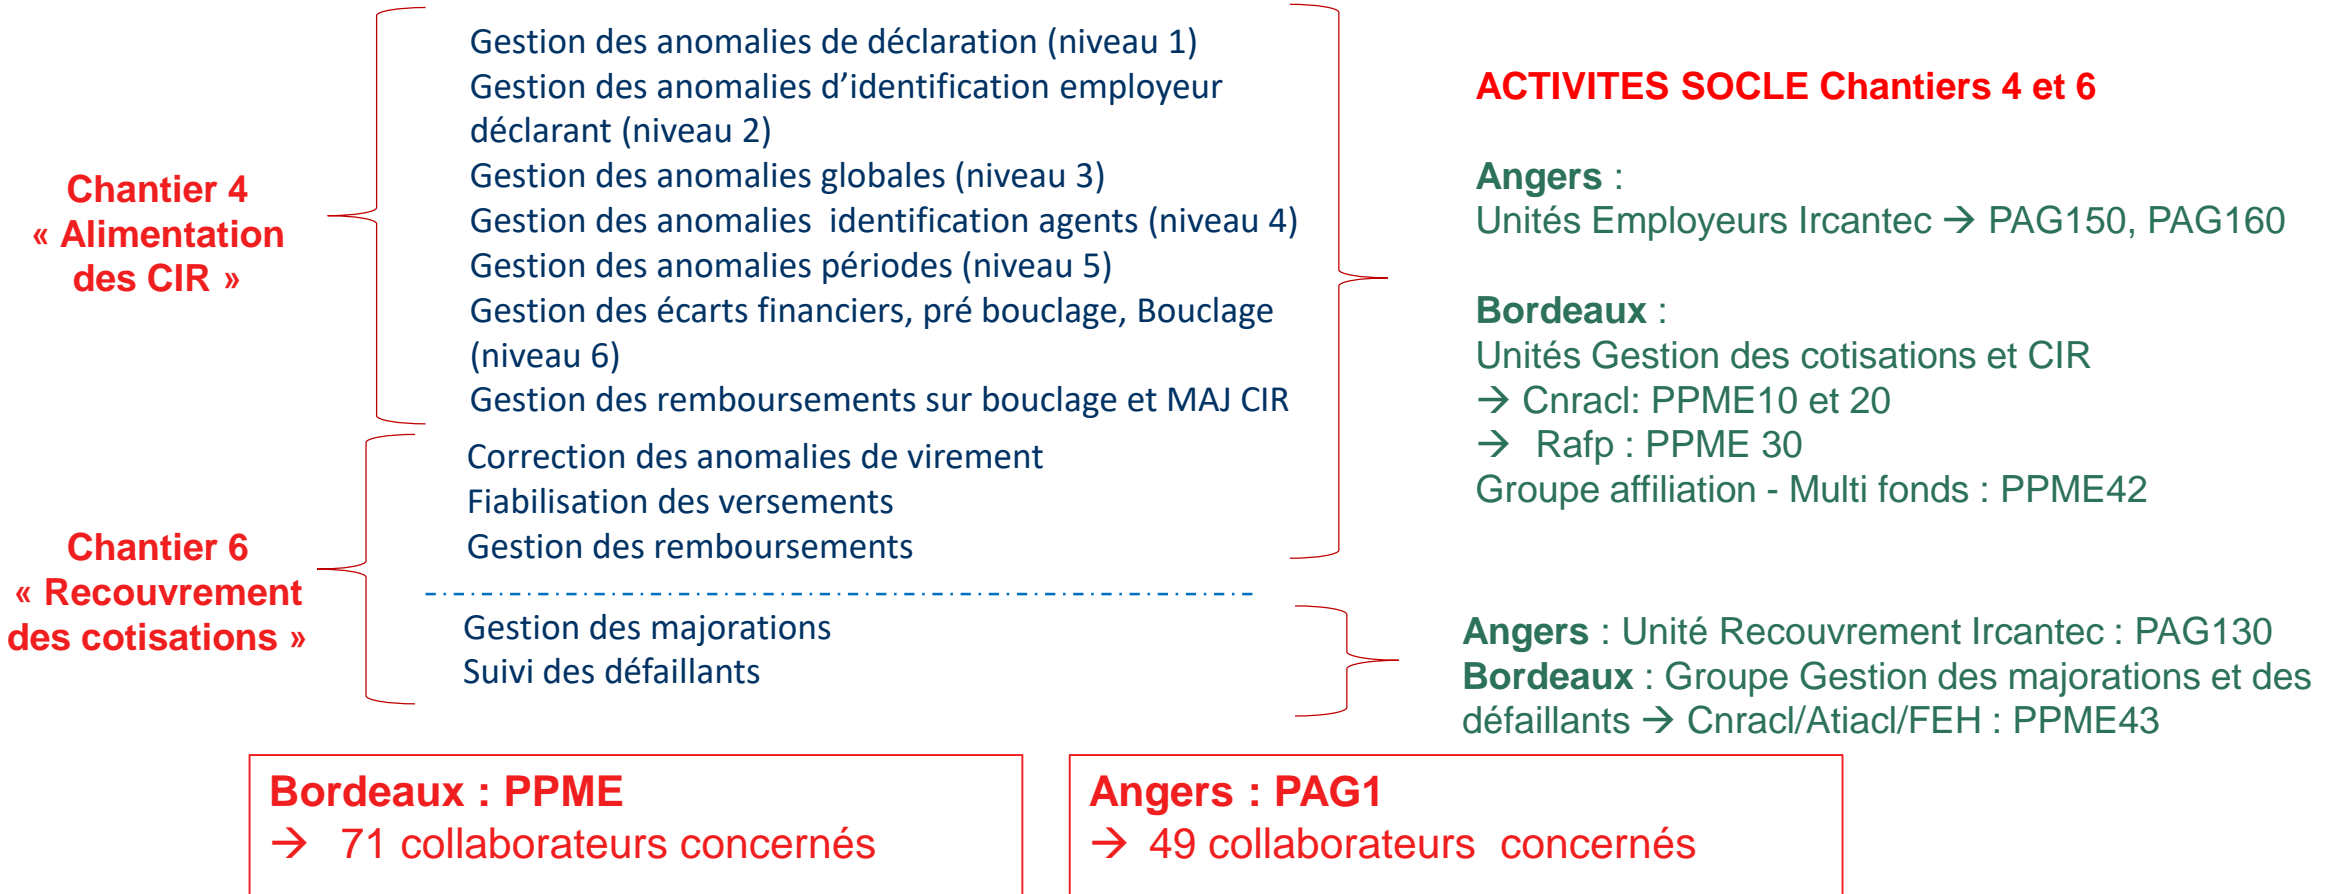 Chantier 4
« Alimentation
des CIR »
Gestion des anomalies de déclaration (niveau 1)
Gestion des anomalies d’identification employeur
déclarant (niveau 2)
Gestion des anomalies globales (niveau 3)
Gestion des anomalies  identification agents (niveau 4)
Gestion des anomalies périodes (niveau 5)
Gestion des écarts financiers, pré bouclage, Bouclage
(niveau 6)
Gestion des remboursements sur bouclage et MAJ CIR
Chantier 6
« Recouvrement
des cotisations »
Correction des anomalies de virement
Fiabilisation des versements
Gestion des remboursements
Gestion des majorations
Suivi des défaillants
ACTIVITES SOCLE Chantiers 4 et 6
Angers :
Unités Employeurs Ircantec → PAG150, PAG160
Bordeaux :
Unités Gestion des cotisations et CIR
→ Cnracl: PPME10 et 20
→ Rafp : PPME 30
Groupe affiliation - Multi fonds : PPME42
Angers : Unité Recouvrement Ircantec : PAG130
Bordeaux : Groupe Gestion des majorations et des
défaillants → Cnracl/Atiacl/FEH : PPME43
Bordeaux : PPME
→ 71 collaborateurs concernés
Angers : PAG1
→ 49 collaborateurs  concernés